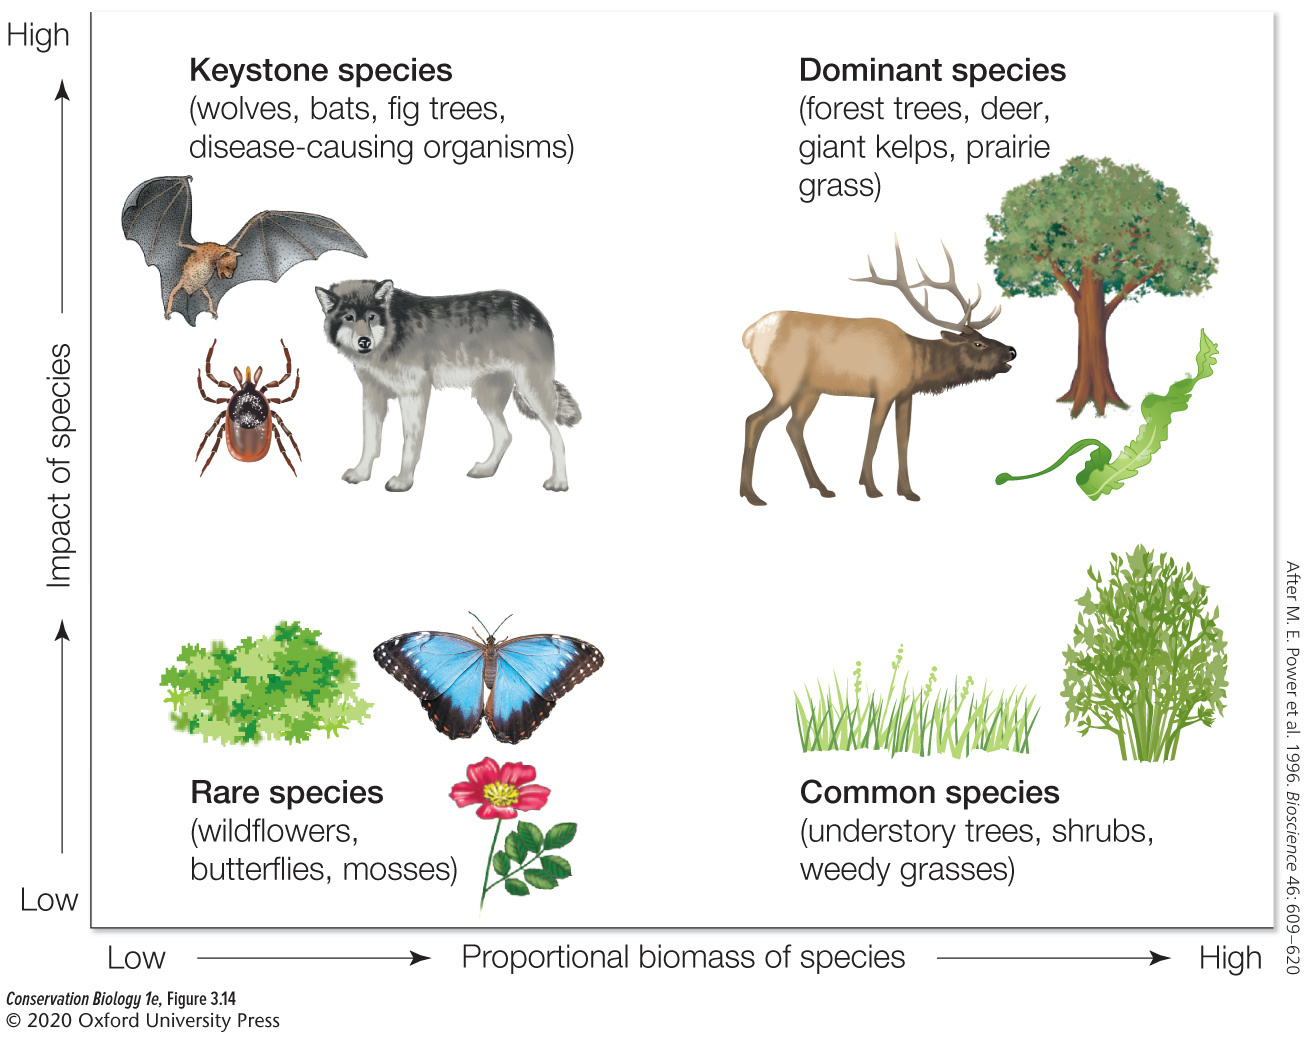 High
Keystone species
(wolves, bats, fig trees,
disease-causing organisms)
Dominant species
(forest trees, deer,
giant kelps, prairie
grass)
Impact of species
Rare species
(wildflowers,
butterflies, mosses)
Common species
(understory trees, shrubs,
weedy grasses)
Low
Low
Proportional biomass of species
High
After M. E. Power et al. 1996. Bioscience 46: 609–620
Conservation Biology 1e, Figure 3.14
© 2020 Oxford University Press